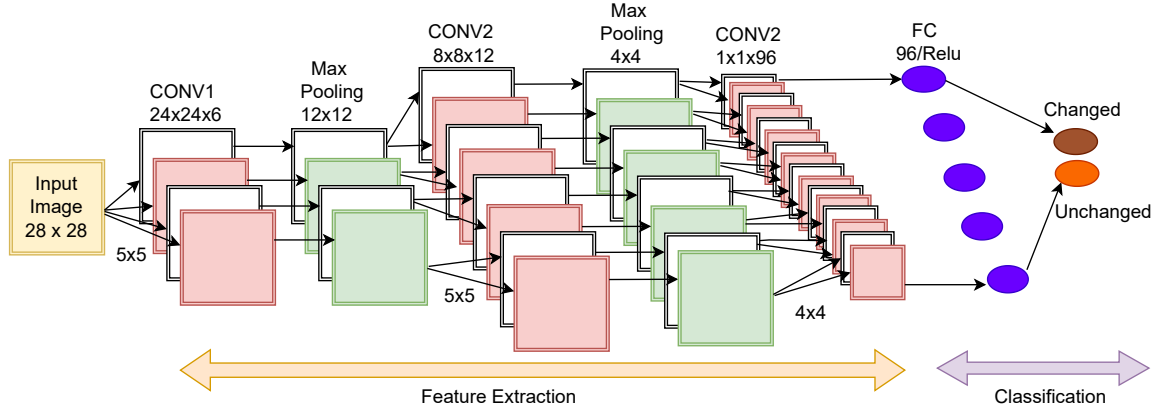 Input
Image
28 x 28
5x5
CONV1
24x24x6
Max
Pooling
12x12
CONV2
8x8x12
5x5
Max
Pooling
4x4
CONV2
1x1x96
4x4
FC
96/Relu
Changed
Unchanged
Feature Extraction
Classification